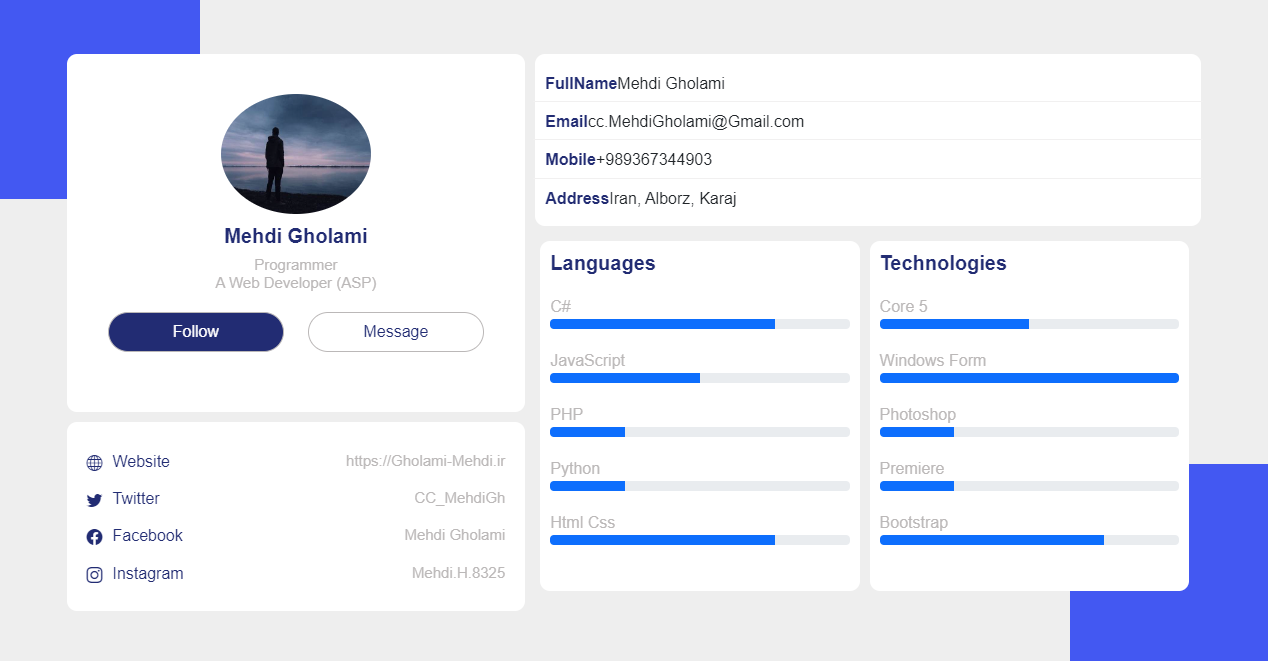 Mehdi Gholami
Programmer
A Web Developer (ASP)
Follow
Message
Website https://Gholami-Mehdi.ir
Twitter CC_MehdiGh
Facebook Mehdi Gholami
Instagram Mehdi.H.8325
FullNameMehdi Gholami
Emailcc.MehdiGholami@Gmail.com
Mobile+989367344903
AddressIran, Alborz, Karaj
Languages
C#
JavaScript
PHP
Python
Html Css
Technologies
Core 5
Windows Form
Photoshop
Premiere
Bootstrap